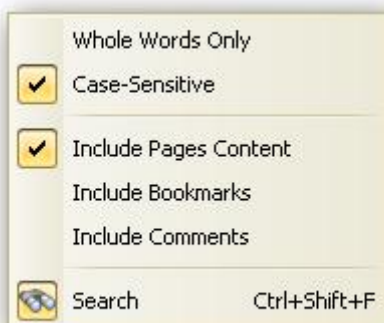 Whole Words Only
Case-Sensitive
Include Pages Content
Include Bookmarks
Include Comments
Search Ctrl+Shift+F